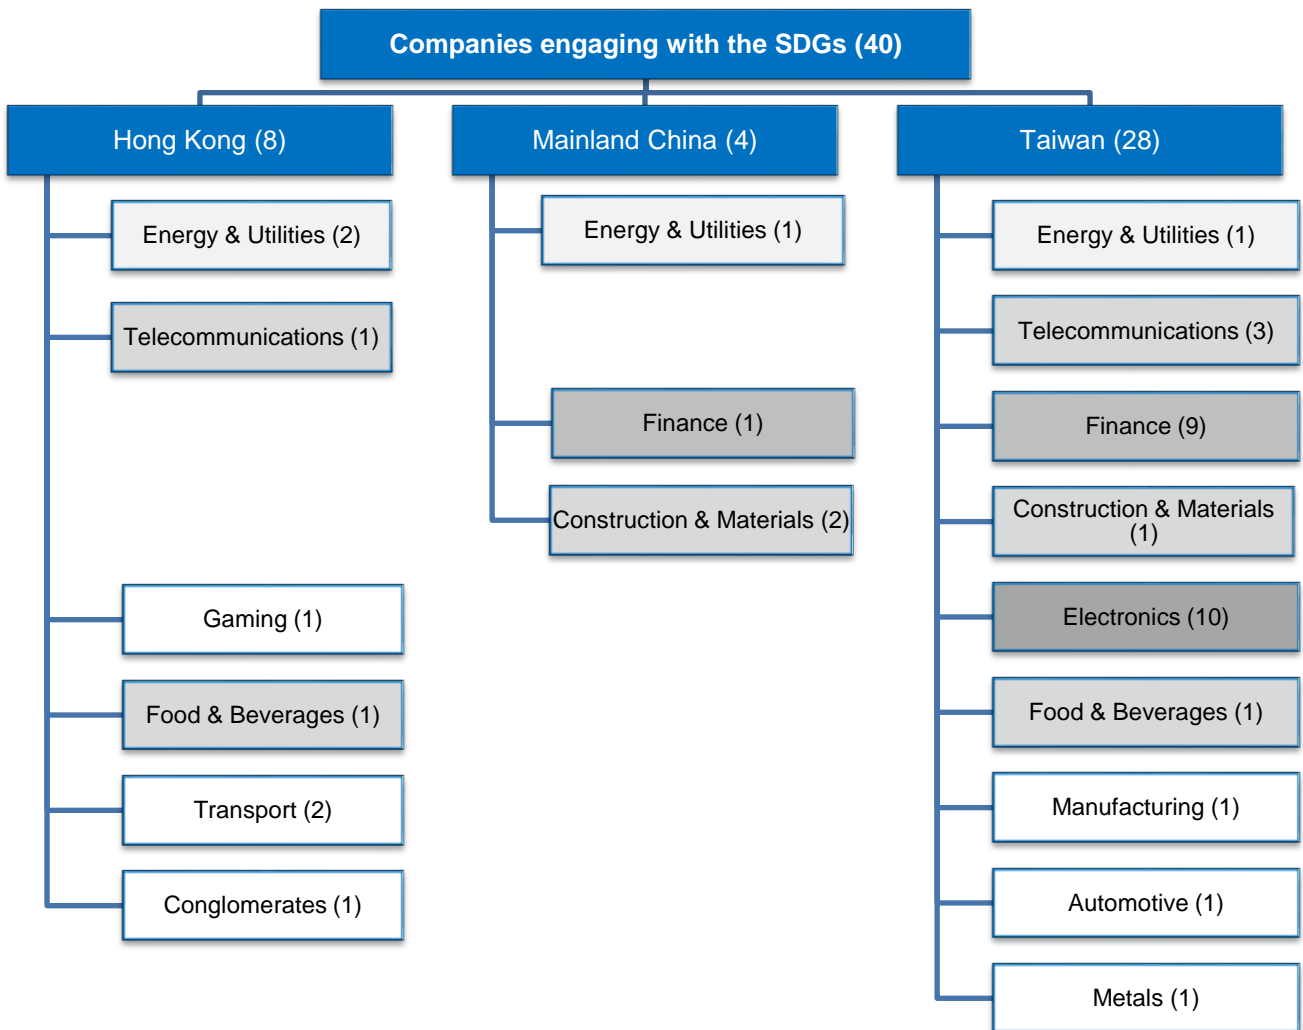 Companies engaging with the SDGs (40)
Hong Kong (8)
Energy & Utilities (2)
Telecommunications (1)
Gaming (1)
Food & Beverages (1)
Transport (2)
Conglomerates (1)
Mainland China (4)
Energy & Utilities (1)
Finance (1)
Construction & Materials (2)
Taiwan (28)
Energy & Utilities (1)
Telecommunications (3)
Finance (9)
Construction & Materials
(1)
Electronics (10)
Food & Beverages (1)
Manufacturing (1)
Automotive (1)
Metals (1)